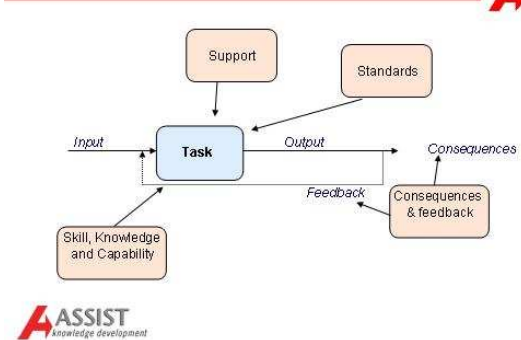 Support
Standards
Input
Task
Output
Consequences
Feedback
Consequences
& feedback
Skill, Knowledge
and Capability
ASSIST
knowledge development